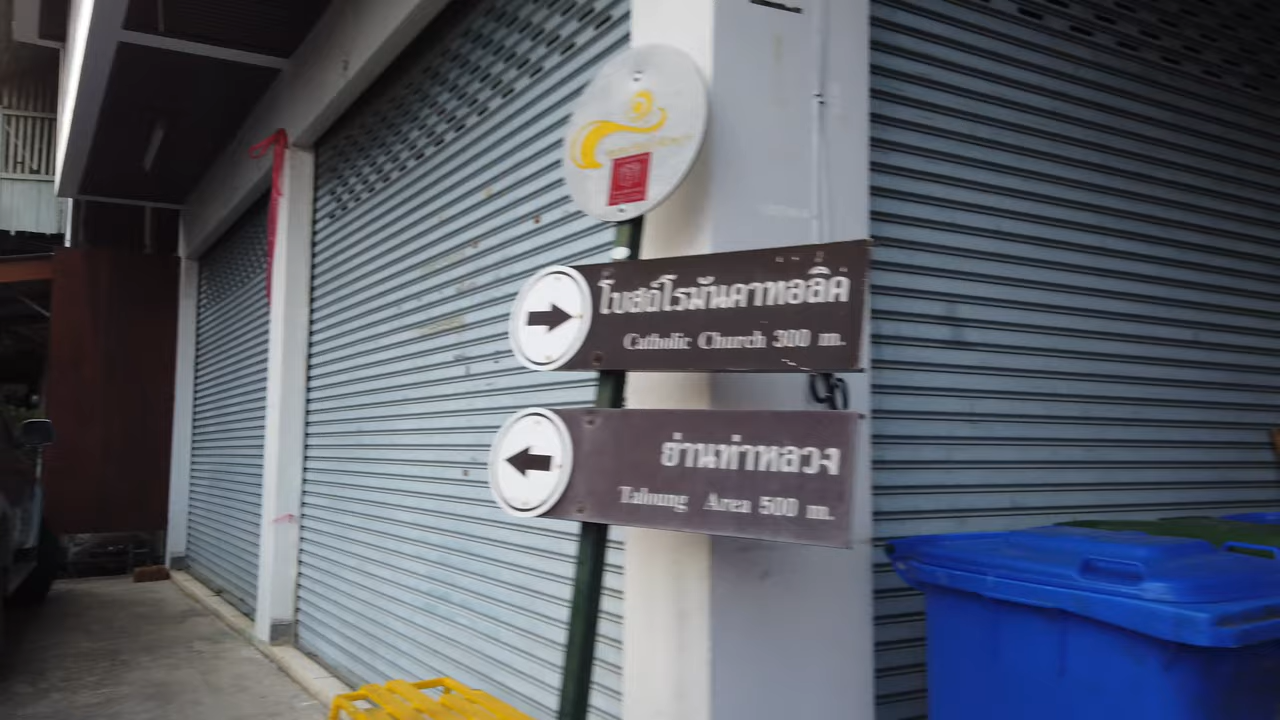 โบสถ์โรมันคาทอลิค
Catholic Church 300 m.
ย่านท่าหลวง
Taloung Area 500 m.